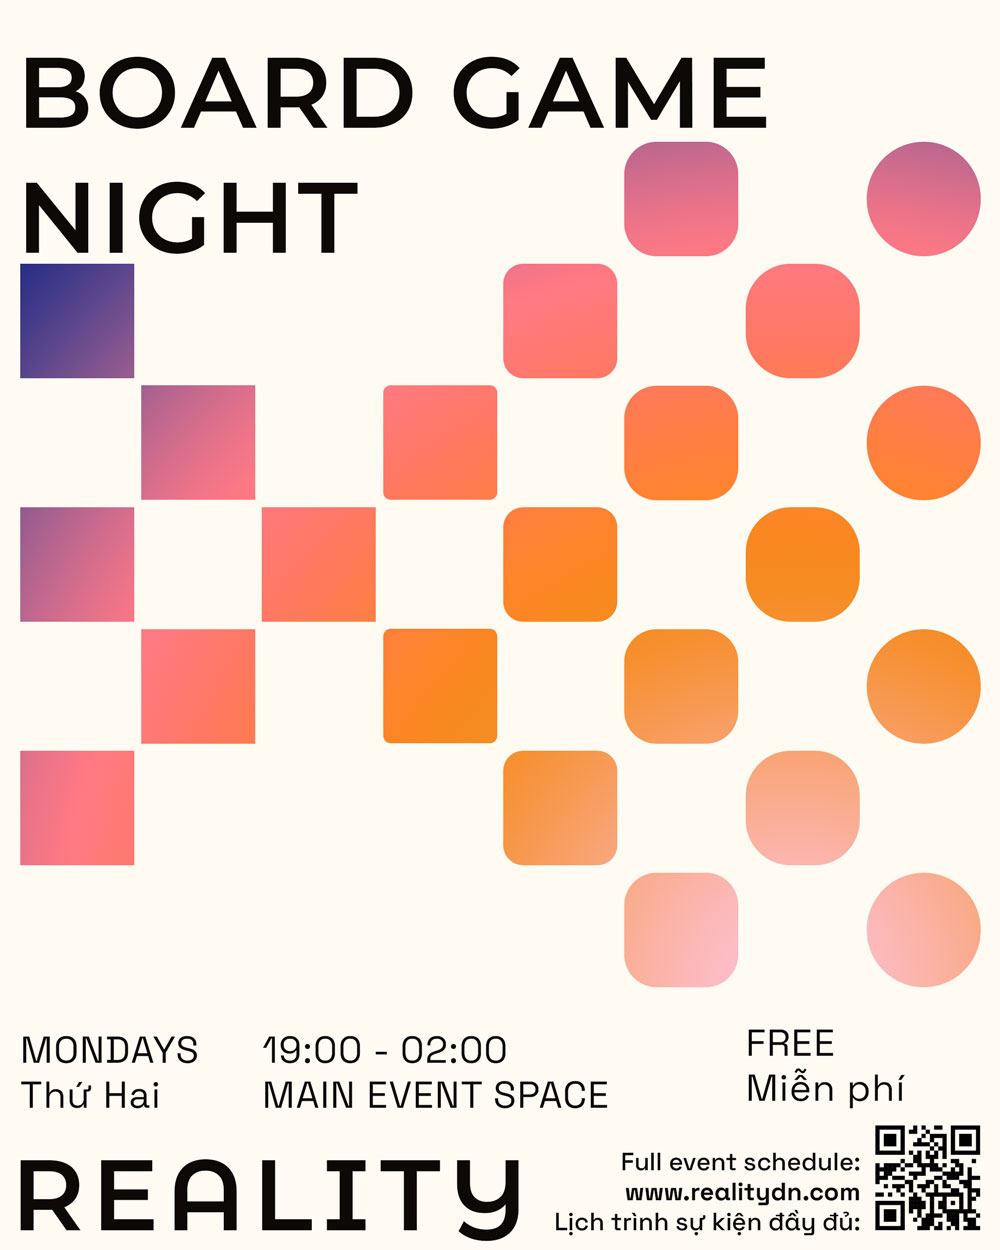 BOARD GAME
NIGHT
MONDAYS
Thứ Hai
19:00 - 02:00
MAIN EVENT SPACE
FREE
Miễn phí
REALITY
Full event schedule:
www.realitydn.com
Lịch trình sự kiện đầy đủ: